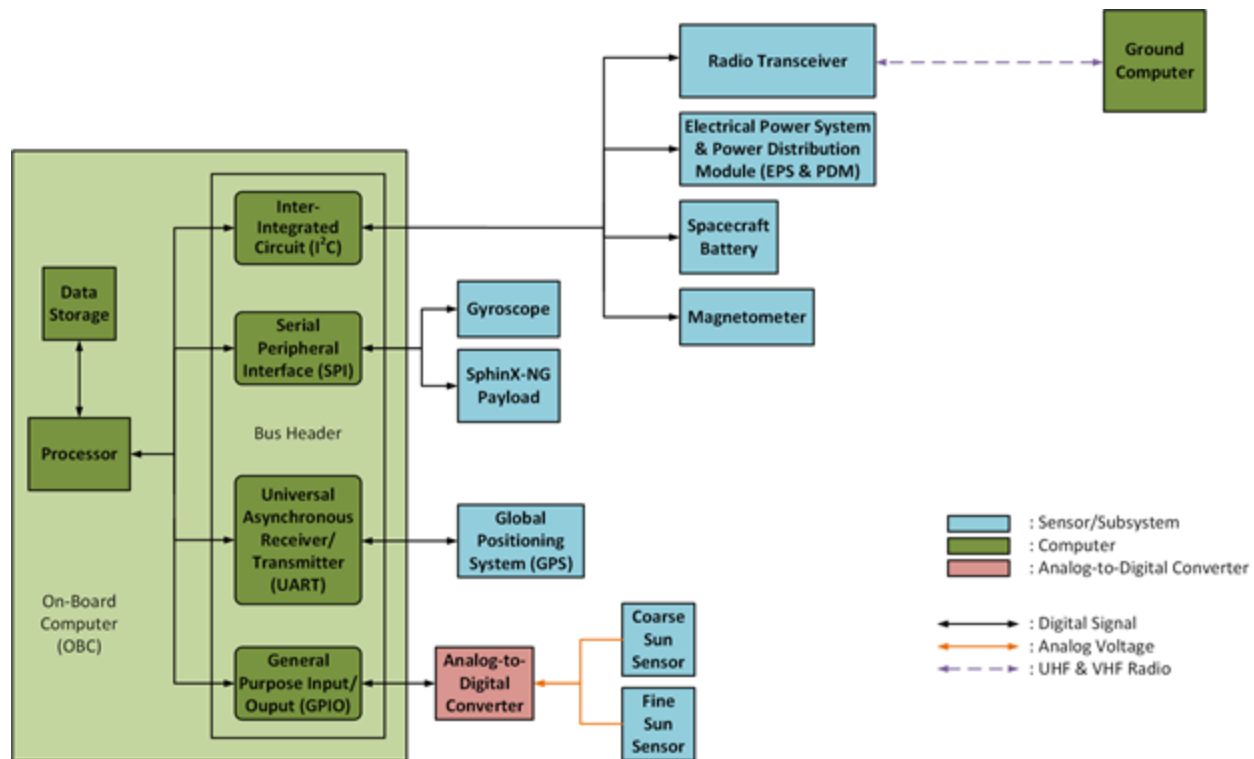 Radio Transceiver
Ground
Computer
Electrical Power System
& Power Distribution
Module (EPS & PDM)
Inter-
Integrated
Circuit (I²C)
Spacecraft
Battery
Data
Storage
Gyroscope
Magnetometer
Serial
Peripheral
Interface (SPI)
SphinX-NG
Payload
Bus Header
Processor
Universal
Asynchronous
Receiver/
Transmitter
(UART)
Global
Positioning
System (GPS)
: Sensor/Subsystem
: Computer
: Analog-to-Digital Converter
On-Board
Computer
(OBC)
Coarse
Sun
Sensor
: Digital Signal
: Analog Voltage
: UHF & VHF Radio
General
Purpose Input/
Ouput (GPIO)
Analog-to-
Digital
Converter
Fine
Sun
Sensor